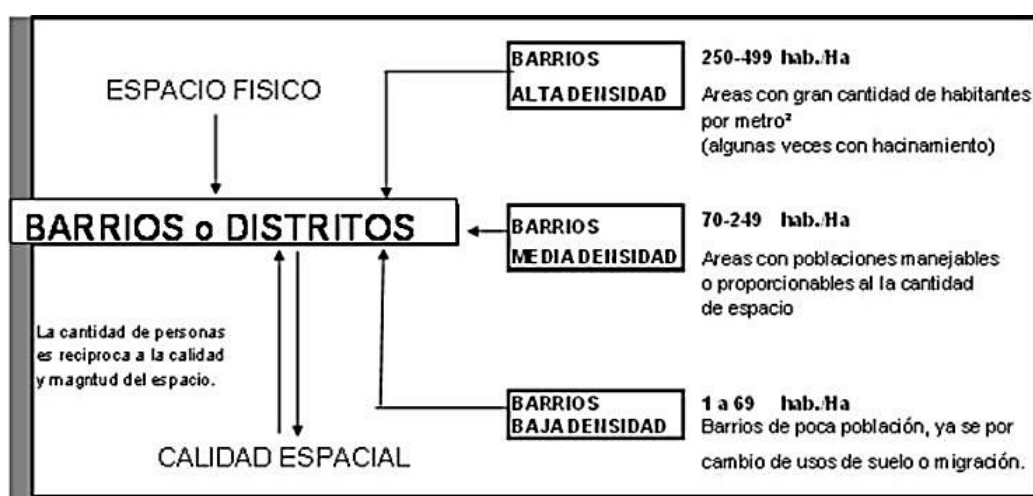 ESPACIO FISICO
BARRIOS o DISTRITOS
La cantidad de personas
es reciproca a la calidad
y magntud del espacio.
CALIDAD ESPACIAL
BARRIOS
ALTA DENSIDAD
250-499 hab./Ha
Areas con gran cantidad de habitantes
por metro²
(algunas veces con hacinamiento)
BARRIOS
MEDIA DENSIDAD
70-249 hab./Ha
Areas con poblaciones manejables
o proporcionables al la cantidad
de espacio
BARRIOS
BAJA DENSIDAD
1 a 69 hab./Ha
Barrios de poca población, ya se por
cambio de usos de suelo o migración.